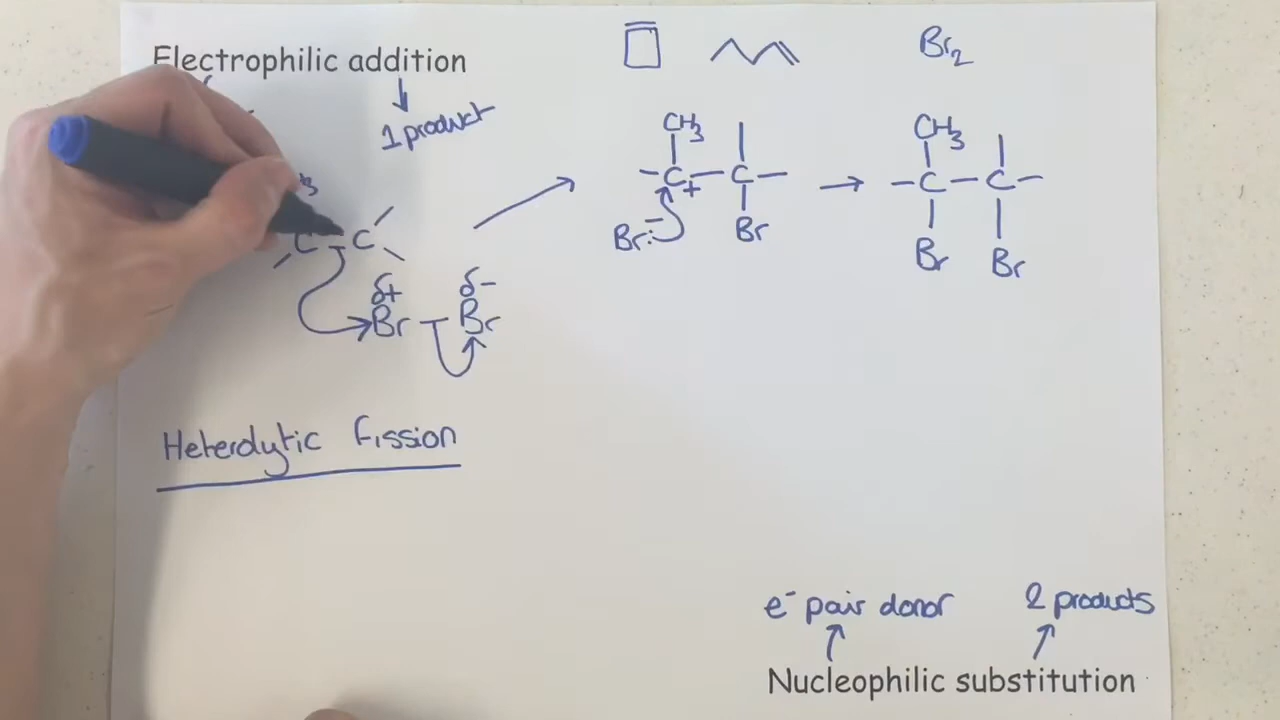 Electrophilic addition
1 product
Br2
CH3
C C
δ+ δ-
Br Br
CH3
C+ C
Br:- Br
CH3
C C
Br Br
Heterolytic fission
e- pair donor
2 products
Nucleophilic substitution